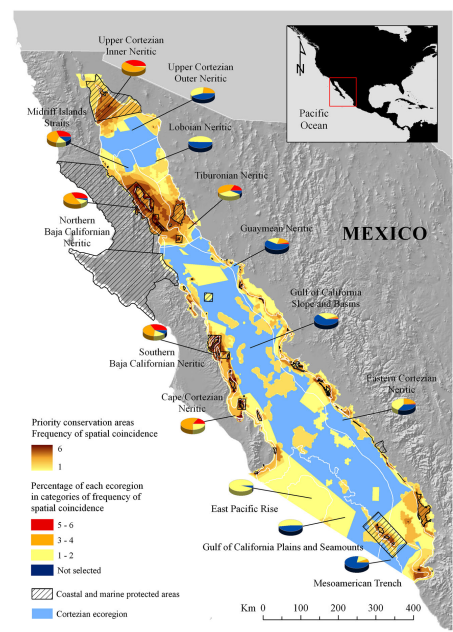 Upper Cortezian
Inner Neritic
Upper Cortezian
Outer Neritic
Midriff Islands
Straits
Loboian Neritic
Tiburonian Neritic
Northern
Baja Californian
Neritic
Guaymean Neritic
N
Pacific
Ocean
MEXICO
Gulf of California
Slope and Basins
Southern
Baja Californian Neritic
Eastern Cortezian
Neritic
Cape Cortezian
Neritic
Priority conservation areas
Frequency of spatial coincidence
6
1
Percentage of each ecoregion
in categories of frequency of
spatial coincidence
5 - 6
3 - 4
1 - 2
Not selected
Coastal and marine protected areas
Cortezian ecoregion
East Pacific Rise
Gulf of California Plains and Seamounts
Mesoamerican Trench
Km
0 100 200 300 400